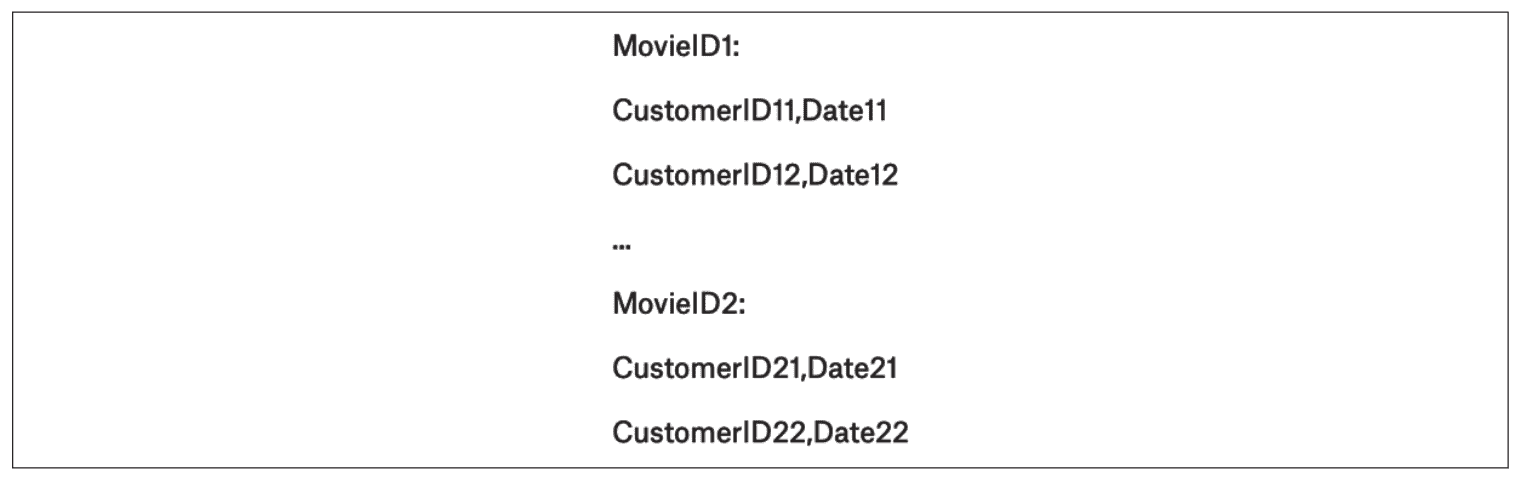 MovieID1:
CustomerID11,Date11
CustomerID12,Date12
...
MovieID2:
CustomerID21,Date21
CustomerID22,Date22